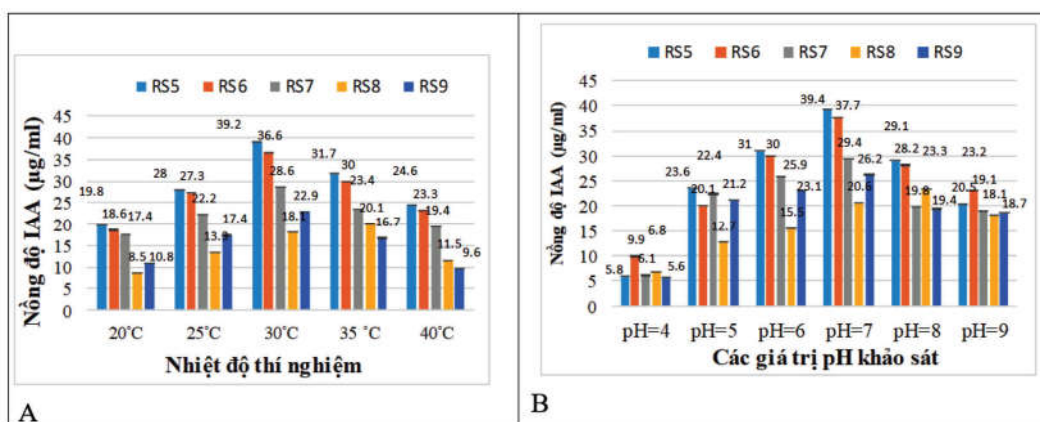 RS5 RS6 RS7 RS8 RS9
Nồng độ IAA (µg/ml)
45
40
35
30
25
20
15
10
5
0
19.8 18.6 17.4 8.5 10.8
28 27.3 22.2 17.4
39.2 36.6 28.6 18.1 22.9
31.7 30 23.4 20.1 16.7
24.6 23.3 19.4 11.5 9.6
20°C 25°C 30°C 35 °C 40°C
Nhiệt độ thí nghiệm
A
RS5 RS6 RS7 RS8 RS9
Nồng độ IAA (µg/ml)
45
40
35
30
25
20
15
10
5
0
5.8 9.9 6.1 6.8 5.6
23.6 20.1 22.4 12.7 21.2
31 30 25.9 15.5 23.1
39.4 37.7 29.4 20.6 26.2
29.1 28.2 19.8 23.3 19.4
20.5 23.2 19.1 18.1 18.7
pH=4 pH=5 pH=6 pH=7 pH=8 pH=9
Các giá trị pH khảo sát
B